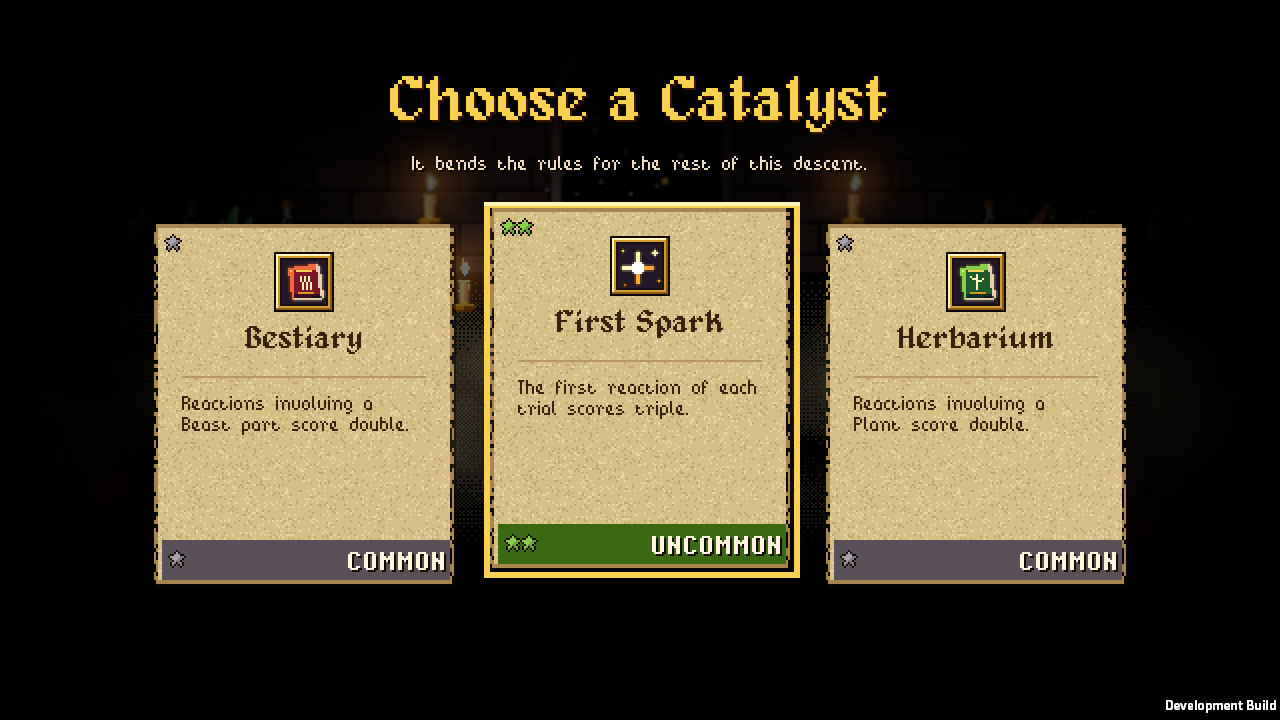 Choose a Catalyst
It bends the rules for the rest of this descent.
Bestiary
Reactions involving a
Beast part score double.
COMMON
First Spark
The first reaction of each
trial scores triple.
UNCOMMON
Herbarium
Reactions involving a
Plant score double.
COMMON
Development Build